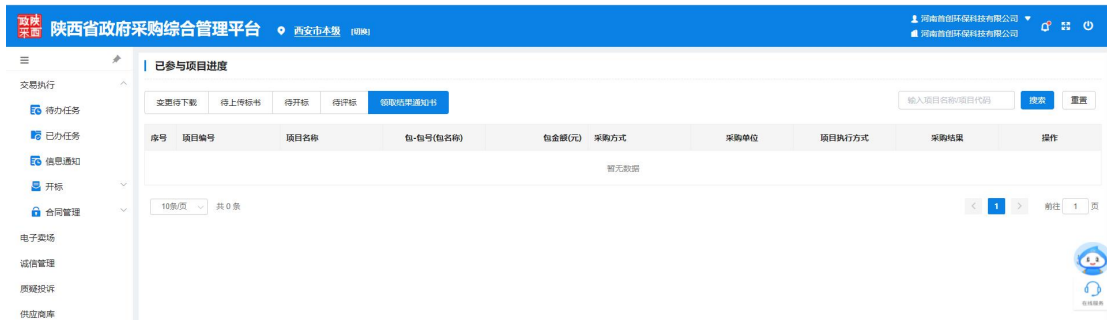 政陕
采西 陕西省政府采购综合管理平台 西安市本级 [切换]
河南首创环保科技有限公司
河南首创环保科技有限公司
已参与项目进度
交易执行
待办任务
已办任务
信息通知
开标
合同管理
电子卖场
诚信管理
质疑投诉
供应商库
变更待下载 待上传标书 待开标 待评标 领取结果通知书
输入项目名称/项目代码 搜索 重置
序号 项目编号 项目名称 包-包号(包名称) 包金额(元) 采购方式 采购单位 项目执行方式 采购结果 操作
暂无数据
10条/页 共 0 条 < 1 > 前往 1 页
在线服务